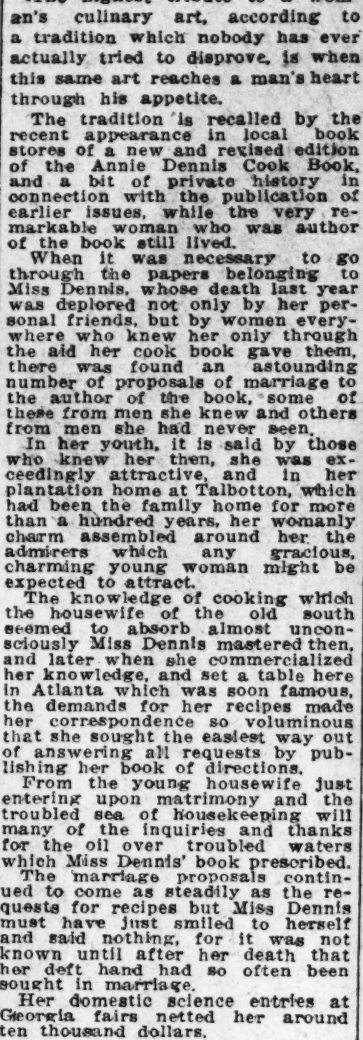 an's culinary art, according to
a tradition which nobody has ever
actually tried to disprove, is when
this same art reaches a man's heart
through his appetite.
The tradition is recalled by the
recent appearance in local book
stores of a new and revised edition
of the Annie Dennis Cook Book,
and a bit of private history in
connection with the publication of
earlier issues, while the very re-
markable woman who was author
of the book still lived.
When it was necessary to go
through the papers belonging to
Miss Dennis, whose death last year
was deplored not only by her per-
sonal friends, but by women every-
where who knew her only through
the aid her cook book gave them,
there was found an astounding
number of proposals of marriage to
the author of the book, some of
these from men she knew and others
from men she had never seen.
In her youth, it is said by those
who knew her then, she was ex-
ceedingly attractive, and in her
plantation home at Talbotton, which
had been the family home for more
than a hundred years, her womanly
charm assembled around her the
admirers which any gracious,
charming young woman might be
expected to attract.
The knowledge of cooking which
the housewife of the old south
seemed to absorb almost uncon-
sciously Miss Dennis mastered then,
and later when she commercialized
her knowledge, and set a table here
in Atlanta which was soon famous,
the demands for her recipes made
her correspondence so voluminous
that she sought the easiest way out
of answering all requests by pub-
lishing her book of directions.
From the young housewife just
entering upon matrimony and the
troubled sea of housekeeping will
many of the inquiries and thanks
for the oil over troubled waters
which Miss Dennis' book prescribed.
The marriage proposals contin-
ued to come as steadily as the re-
quests for recipes but Miss Dennis
must have just smiled to herself
and said nothing, for it was not
known until after her death that
her deft hand had so often been
sought in marriage.
Her domestic science entries at
Georgia fairs netted her around
ten thousand dollars.